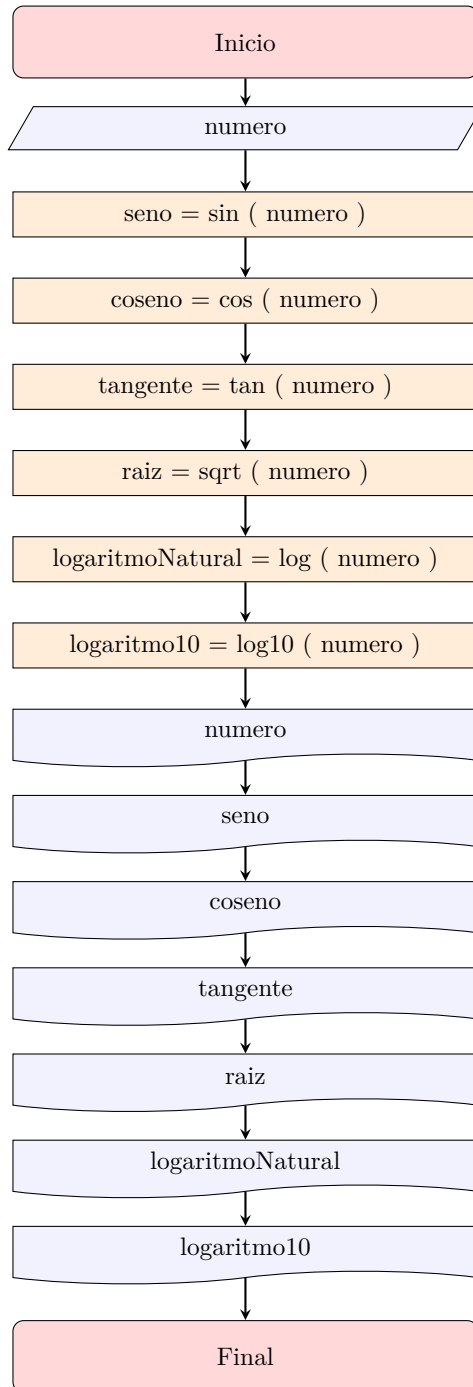 Inicio
numero
seno = sin ( numero )
coseno = cos ( numero )
tangente = tan ( numero )
raiz = sqrt ( numero )
logaritmoNatural = log ( numero )
logaritmo10 = log10 ( numero )
numero
seno
coseno
tangente
raiz
logaritmoNatural
logaritmo10
Final